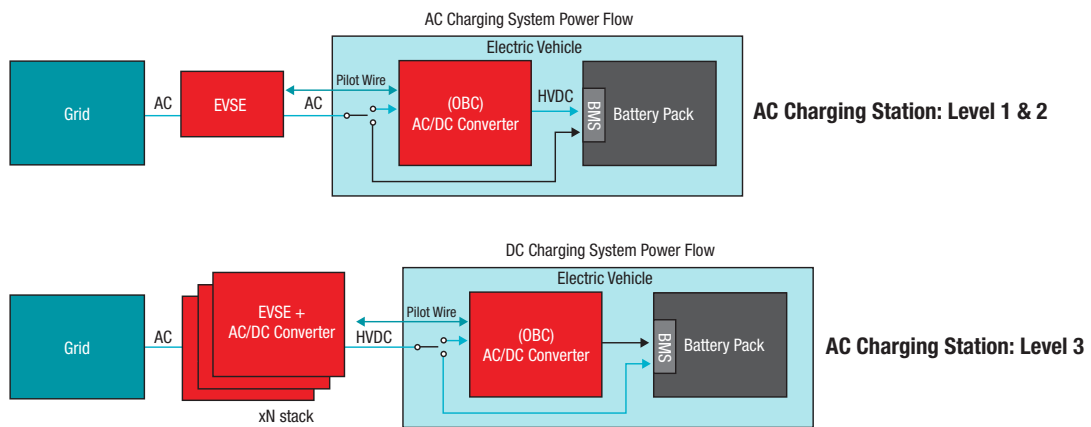 AC Charging System Power Flow
Electric Vehicle
Grid
AC
EVSE
AC
Pilot Wire
(OBC)
AC/DC Converter
HVDC
BMS
Battery Pack
AC Charging Station: Level 1 & 2
DC Charging System Power Flow
Electric Vehicle
Grid
AC
EVSE +
AC/DC Converter
xN stack
HVDC
Pilot Wire
(OBC)
AC/DC Converter
BMS
Battery Pack
AC Charging Station: Level 3